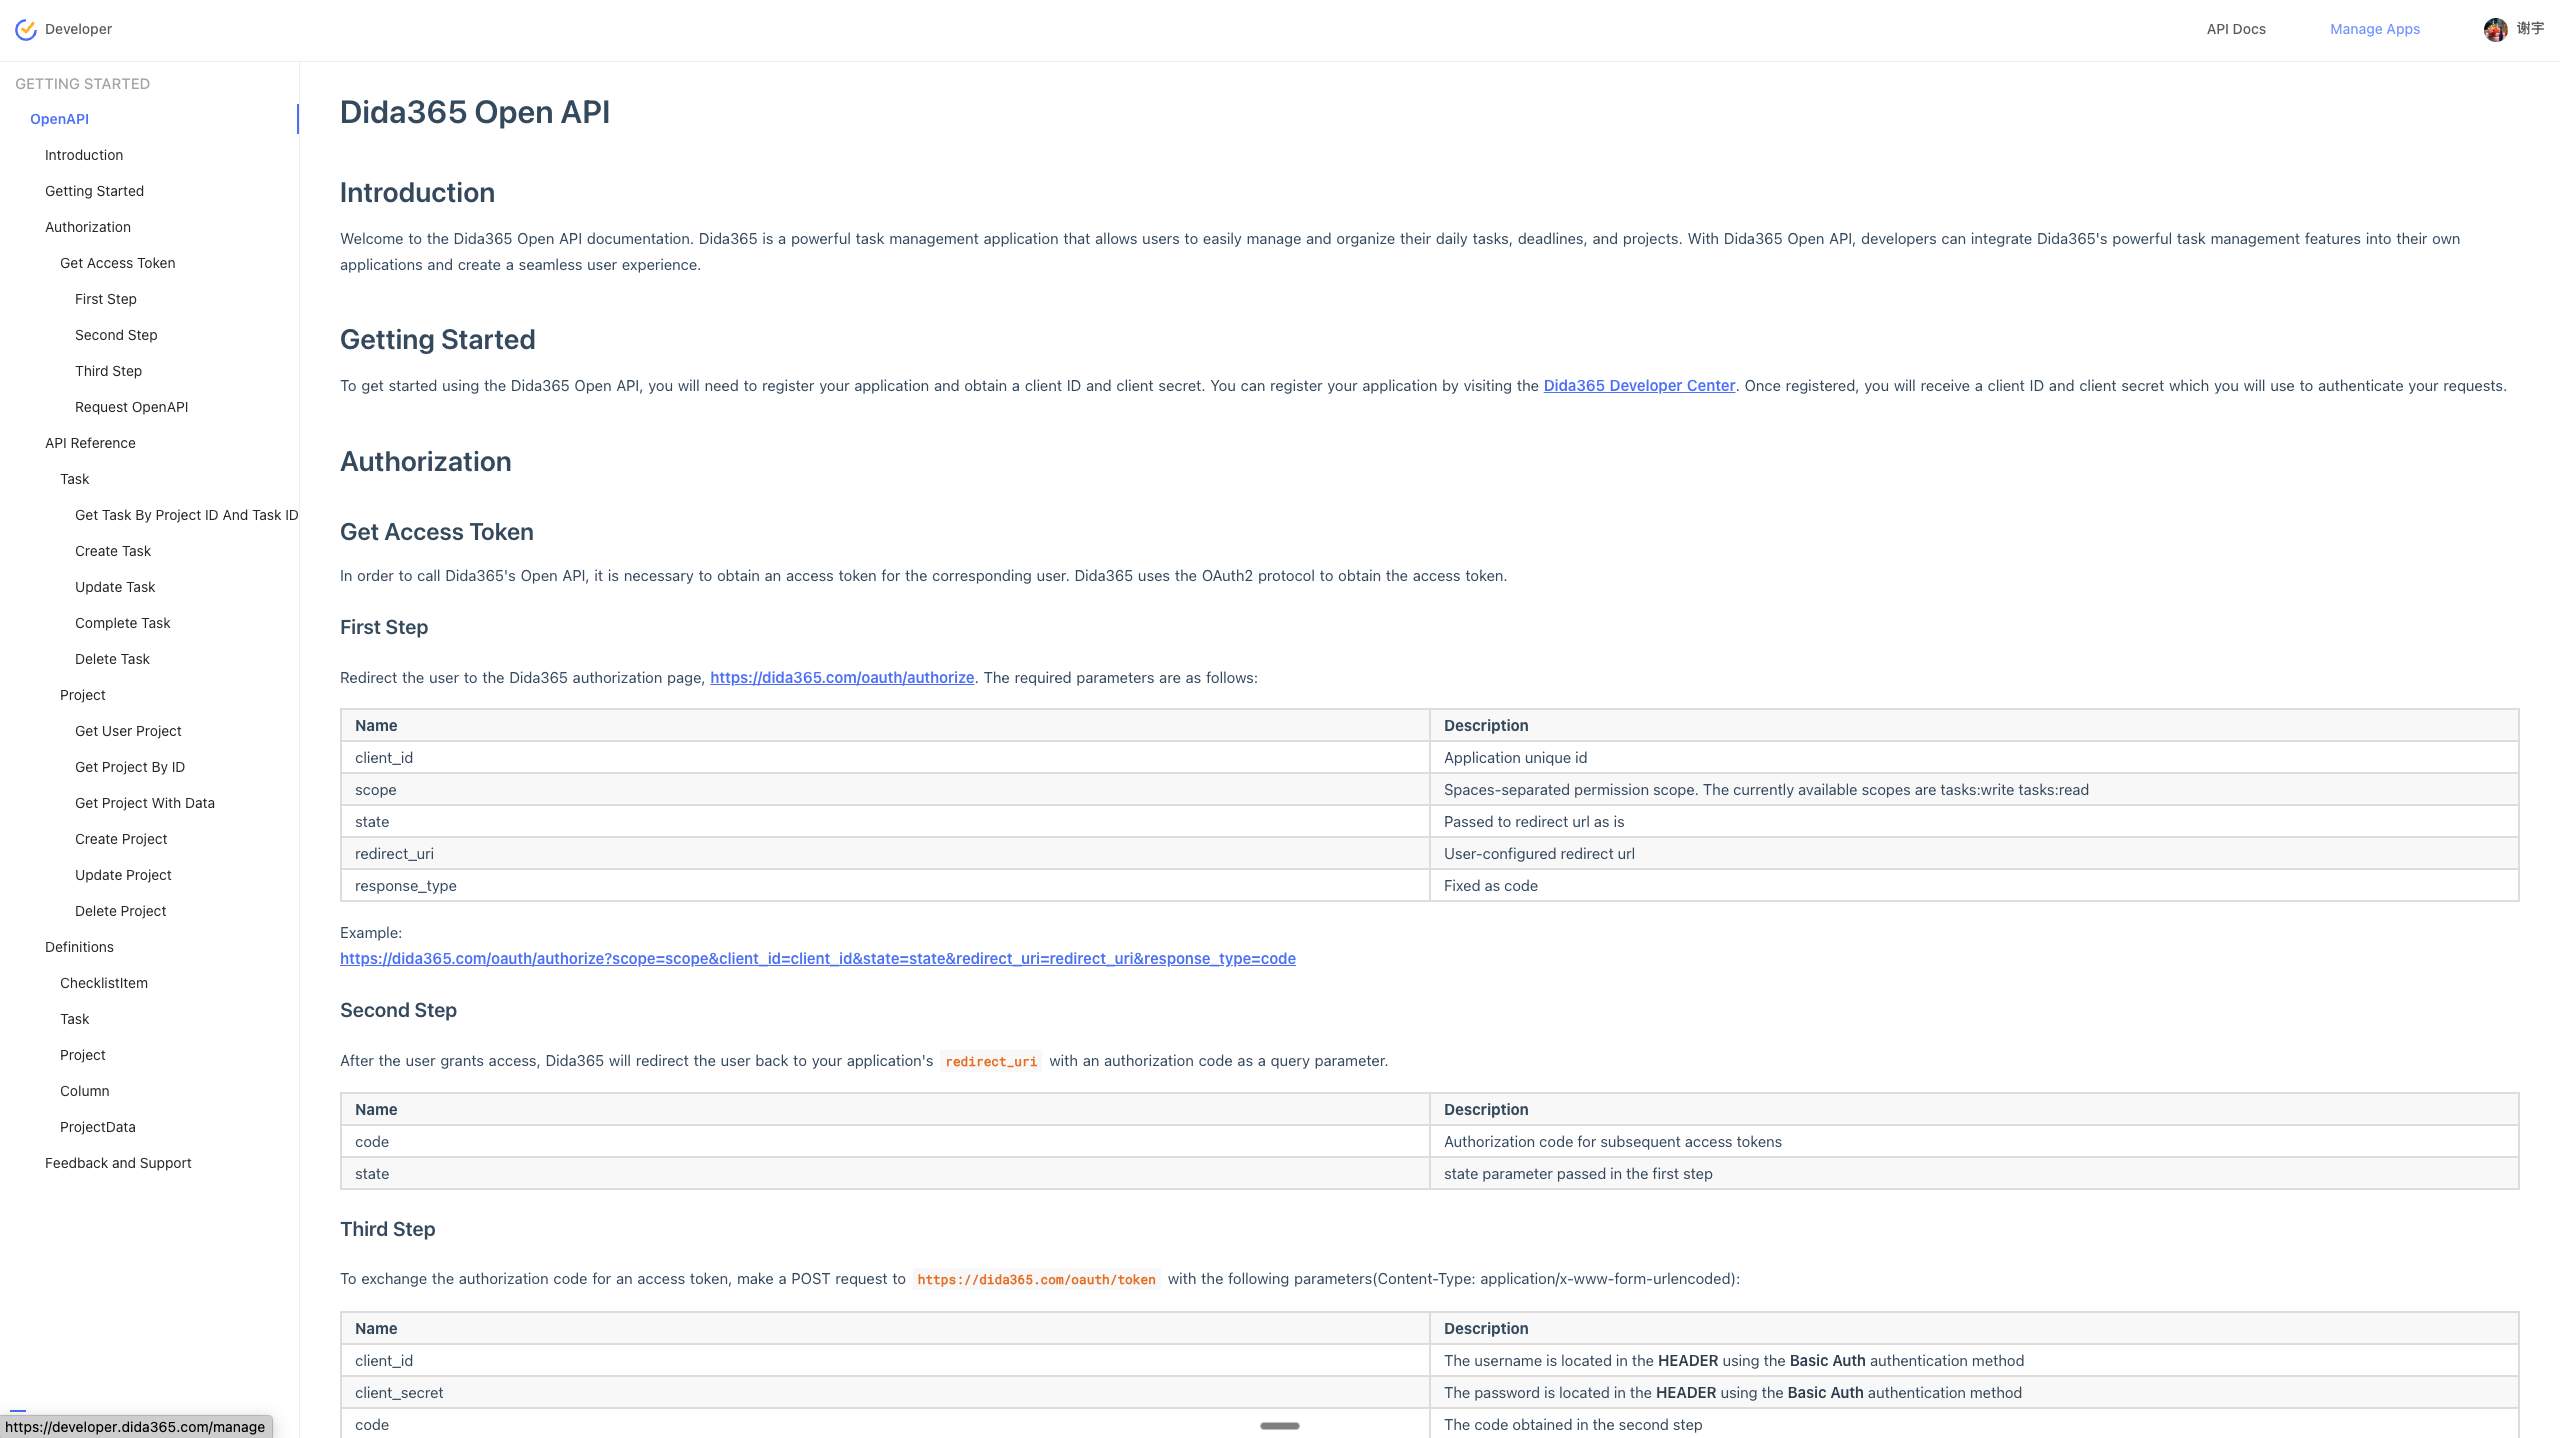 Developer
API Docs
Manage Apps
谢宇
GETTING STARTED
OpenAPI
Introduction
Getting Started
Authorization
Get Access Token
First Step
Second Step
Third Step
Request OpenAPI
API Reference
Task
Get Task By Project ID And Task ID
Create Task
Update Task
Complete Task
Delete Task
Project
Get User Project
Get Project By ID
Get Project With Data
Create Project
Update Project
Delete Project
Definitions
ChecklistItem
Task
Project
Column
ProjectData
Feedback and Support
https://developer.dida365.com/manage
Dida365 Open API
Introduction
Welcome to the Dida365 Open API documentation. Dida365 is a powerful task management application that allows users to easily manage and organize their daily tasks, deadlines, and projects. With Dida365 Open API, developers can integrate Dida365's powerful task management features into their own
applications and create a seamless user experience.
Getting Started
To get started using the Dida365 Open API, you will need to register your application and obtain a client ID and client secret. You can register your application by visiting the Dida365 Developer Center. Once registered, you will receive a client ID and client secret which you will use to authenticate your requests.
Authorization
Get Access Token
In order to call Dida365's Open API, it is necessary to obtain an access token for the corresponding user. Dida365 uses the OAuth2 protocol to obtain the access token.
First Step
Redirect the user to the Dida365 authorization page, https://dida365.com/oauth/authorize. The required parameters are as follows:
Name Description
client_id Application unique id
scope Spaces-separated permission scope. The currently available scopes are tasks:write tasks:read
state Passed to redirect url as is
redirect_uri User-configured redirect url
response_type Fixed as code
Example:
https://dida365.com/oauth/authorize?scope=scope&client_id=client_id&state=state&redirect_uri=redirect_uri&response_type=code
Second Step
After the user grants access, Dida365 will redirect the user back to your application's redirect_uri with an authorization code as a query parameter.
Name Description
code Authorization code for subsequent access tokens
state state parameter passed in the first step
Third Step
To exchange the authorization code for an access token, make a POST request to https://dida365.com/oauth/token with the following parameters(Content-Type: application/x-www-form-urlencoded):
Name Description
client_id The username is located in the HEADER using the Basic Auth authentication method
client_secret The password is located in the HEADER using the Basic Auth authentication method
code The code obtained in the second step